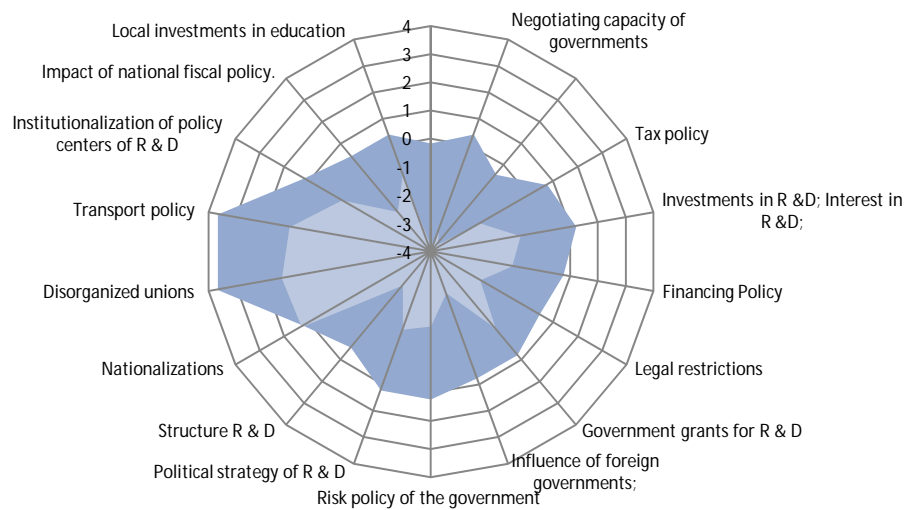 4
3
2
1
0
-1
-2
-3
-4
Negotiating capacity of
governments
Tax policy
Investments in R &D; Interest in
R &D;
Financing Policy
Legal restrictions
Government grants for R & D
Influence of foreign
governments;
Risk policy of the government
Political strategy of R & D
Structure R & D
Nationalizations
Disorganized unions
Transport policy
Institutionalization of policy
centers of R & D
Impact of national fiscal policy.
Local investments in education